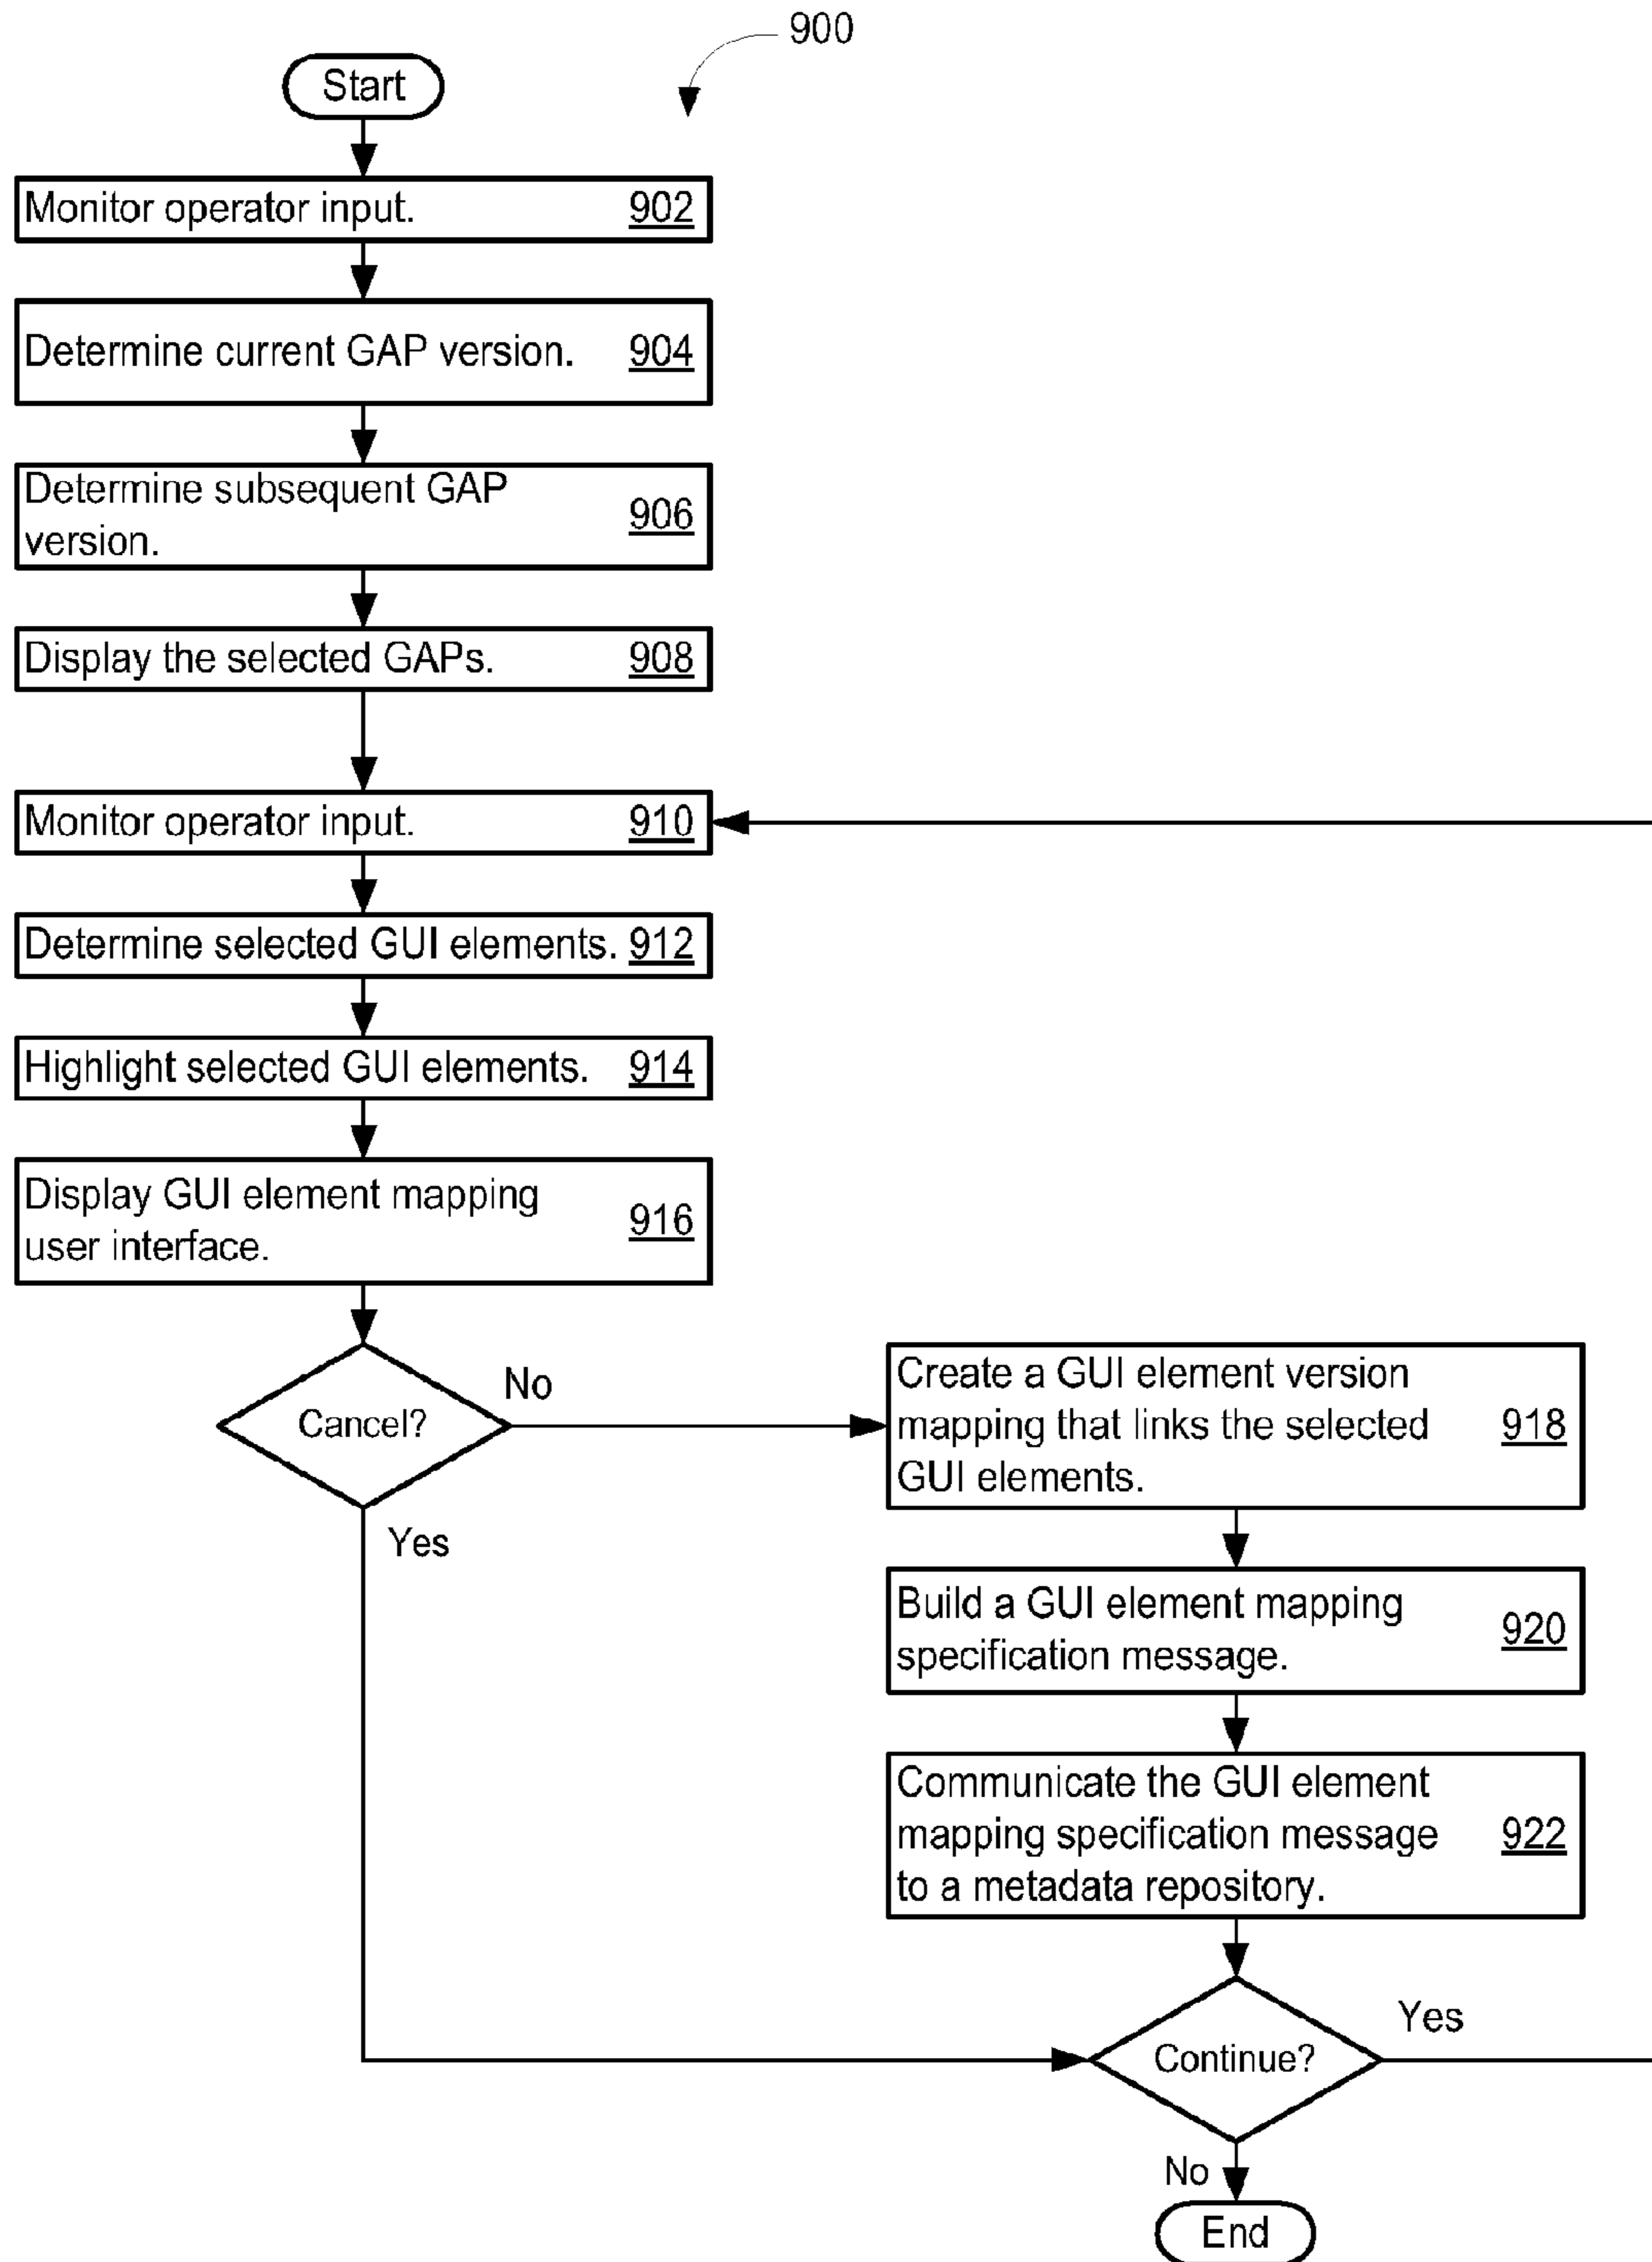 900
Start
Monitor operator input. 902
Determine current GAP version. 904
Determine subsequent GAP
version.
906
Display the selected GAPs. 908
Monitor operator input. 910
Determine selected GUI elements. 912
Highlight selected GUI elements. 914
Display GUI element mapping
user interface.
916
Cancel?
No
Yes
Create a GUI element version
mapping that links the selected
GUI elements.
918
Build a GUI element mapping
specification message.
920
Communicate the GUI element
mapping specification message
to a metadata repository.
922
Continue?
Yes
No
End